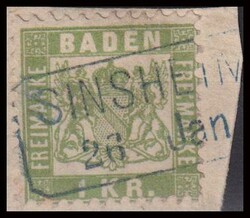 BADEN
FREIMARKE
FREIMARKE
SINSHEIM
26 Jan
1 KR.